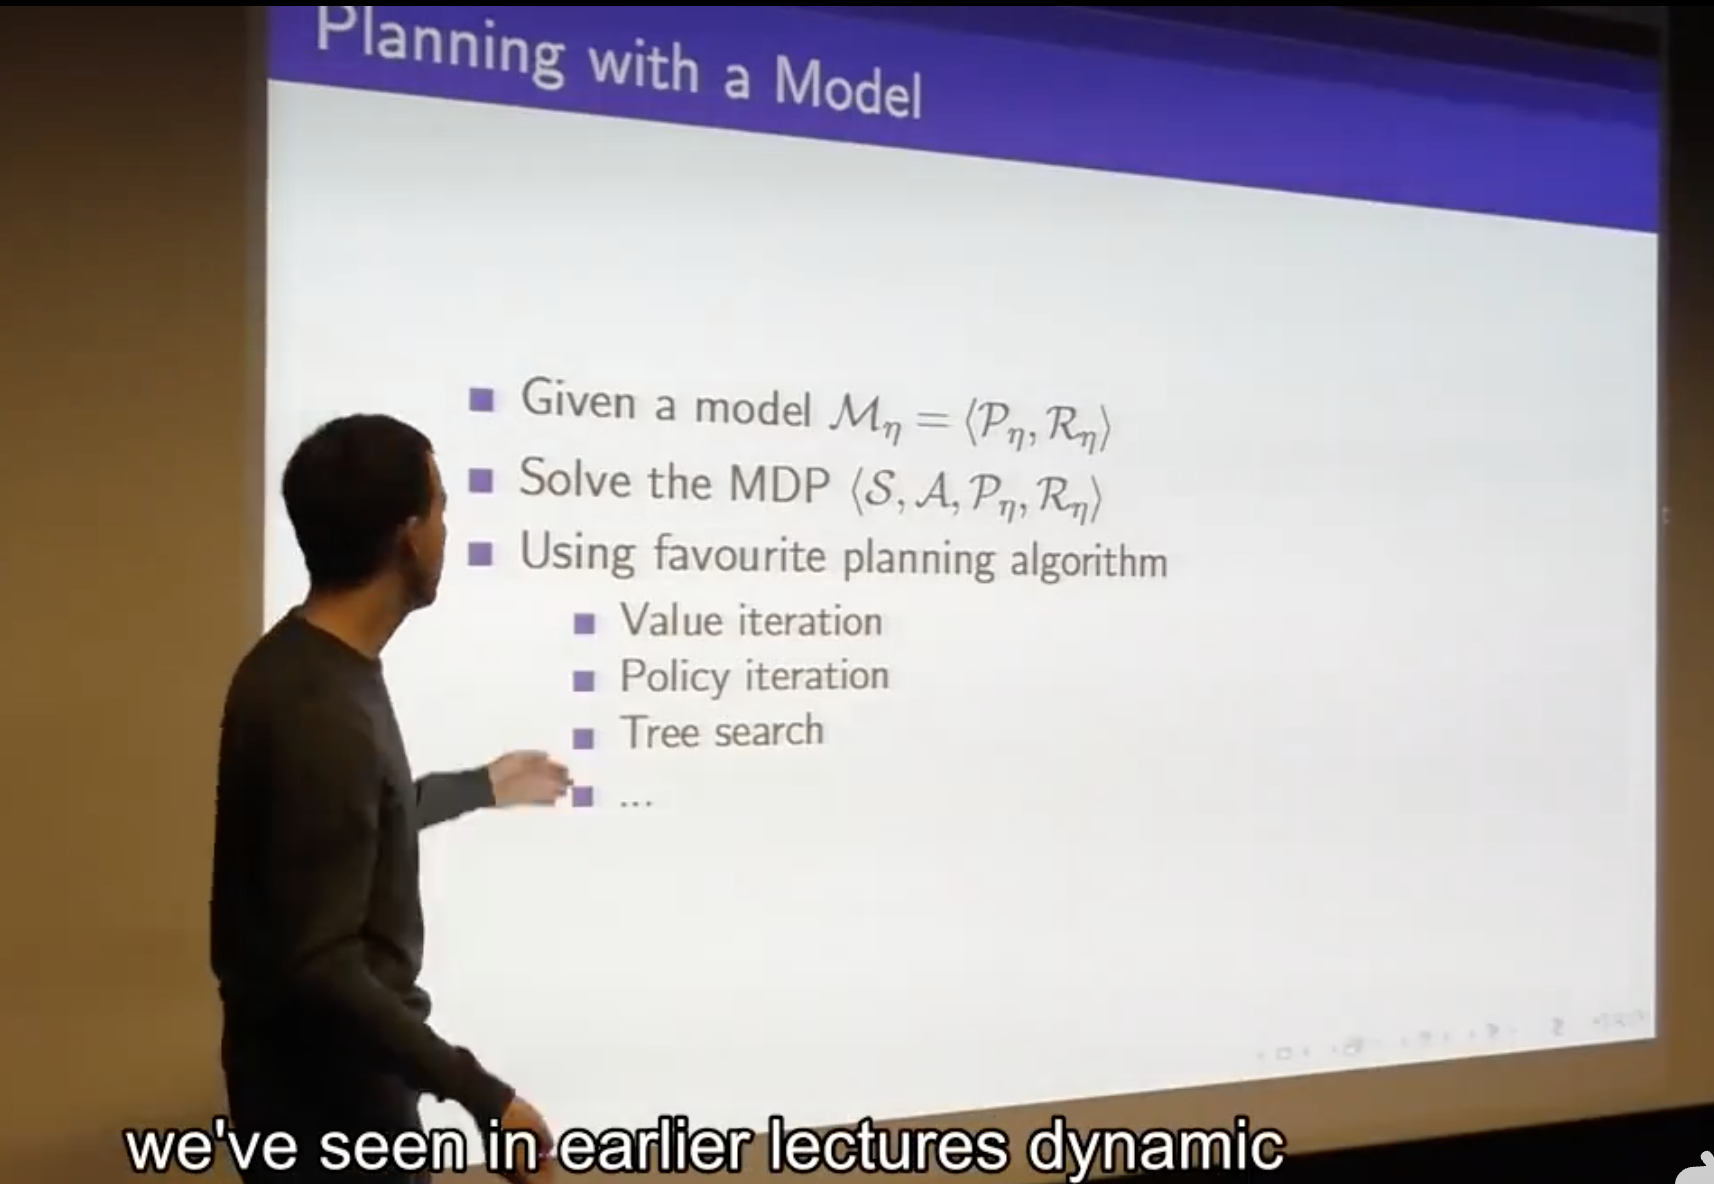 Planning with a Model
Given a model ℳ_η = ⟨𝒫_η, ℛ_η⟩
Solve the MDP ⟨𝒮, 𝒜, 𝒫_η, ℛ_η⟩
Using favourite planning algorithm
Value iteration
Policy iteration
Tree search
...
we've seen in earlier lectures dynamic